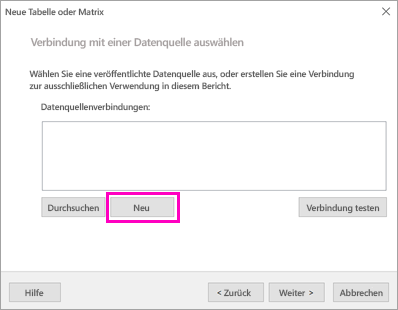 Neue Tabelle oder Matrix
Verbindung mit einer Datenquelle auswählen
Wählen Sie eine veröffentlichte Datenquelle aus, oder erstellen Sie eine Verbindung
zur ausschließlichen Verwendung in diesem Bericht.
Datenquellenverbindungen:
Durchsuchen Neu Verbindung testen
Hilfe < Zurück Weiter > Abbrechen